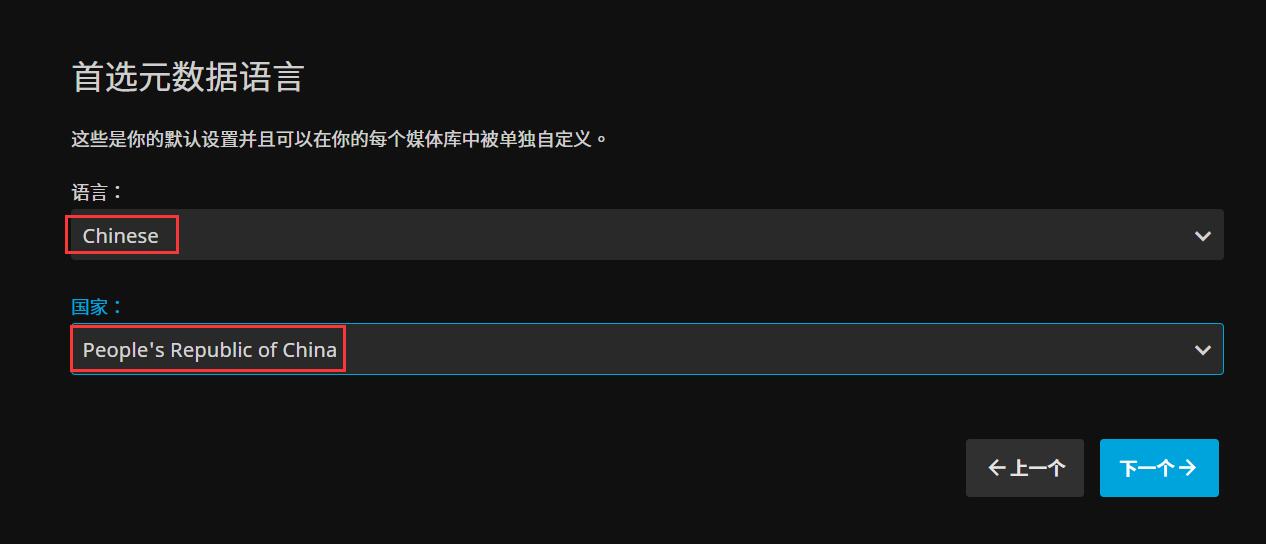 首选元数据语言
这些是你的默认设置并且可以在你的每个媒体库中被单独自定义。
语言：
Chinese
国家：
People's Republic of China
←上一个
下一个→